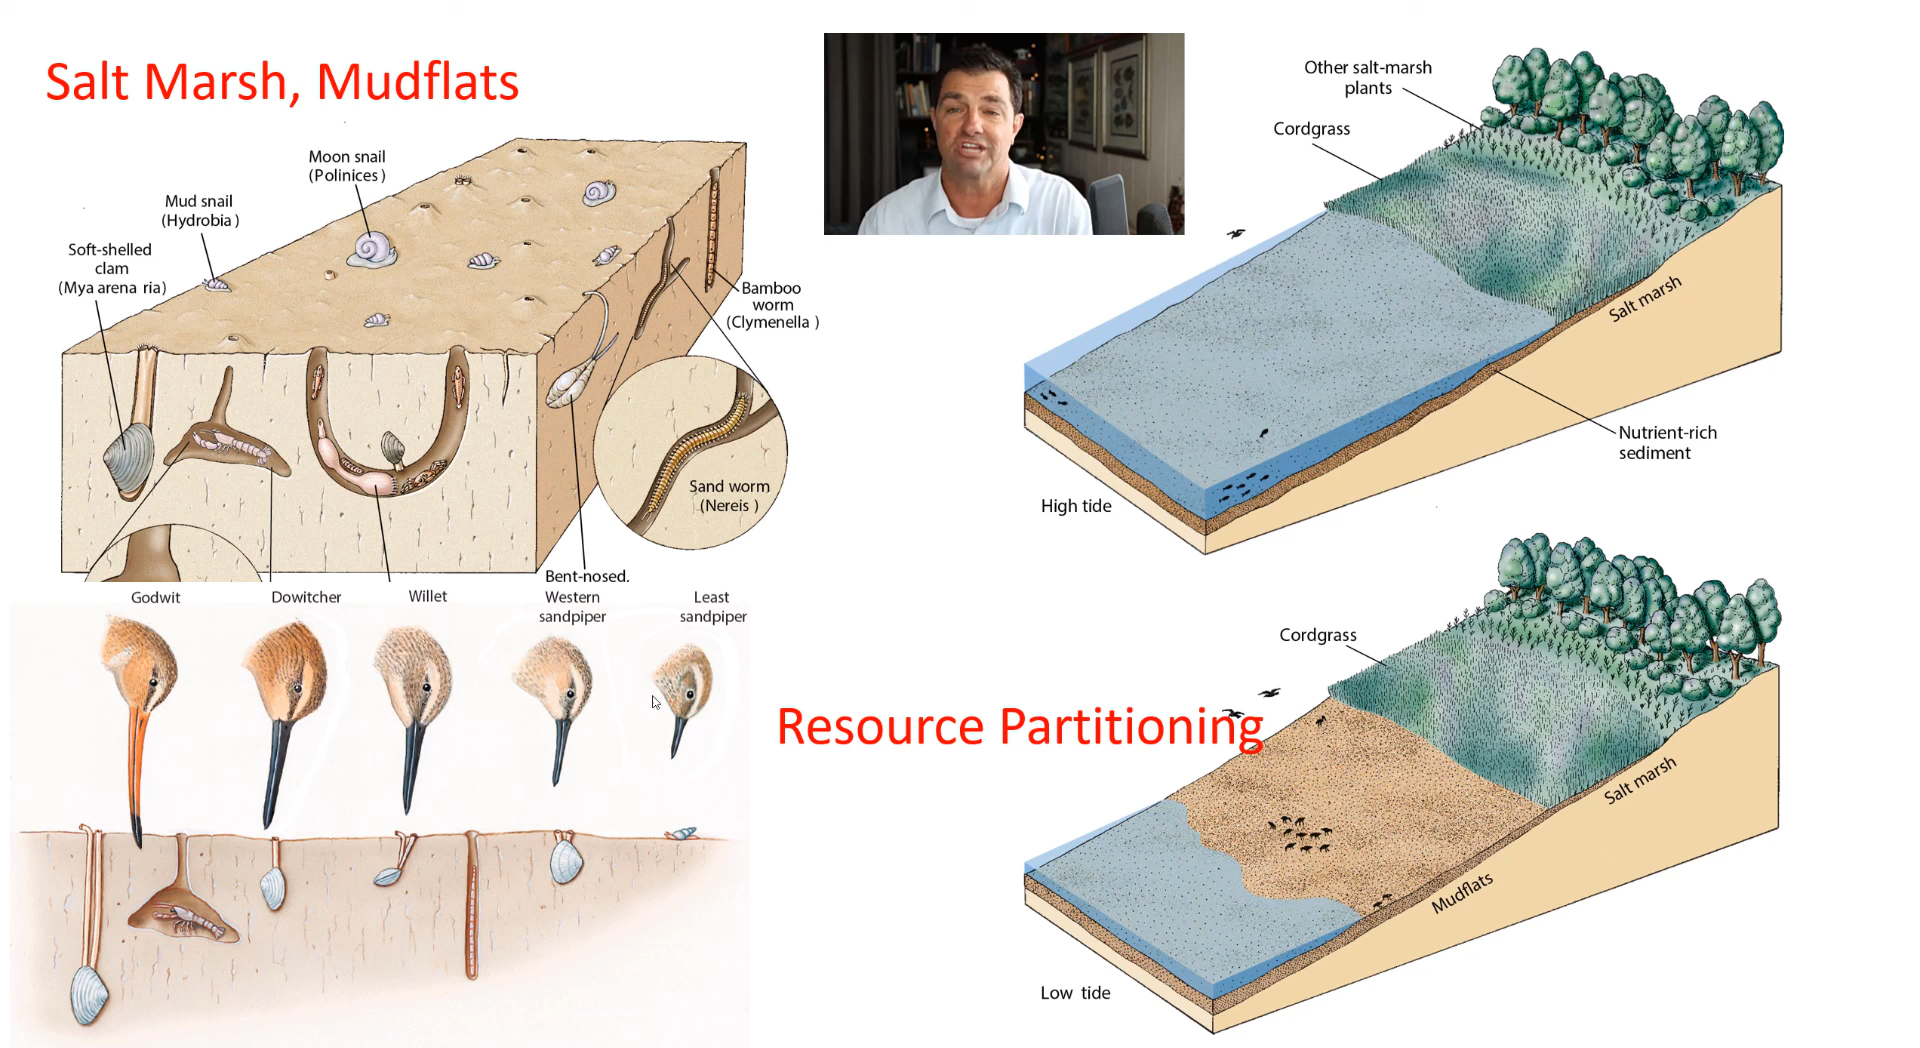 Salt Marsh, Mudflats
Moon snail
(Polinices )
Mud snail
(Hydrobia )
Soft-shelled
clam
(Mya arena ria)
Bamboo
worm
(Clymenella )
Sand worm
(Nereis )
Bent-nosed.
Godwit
Dowitcher
Willet
Western
sandpiper
Least
sandpiper
Resource Partitioning
Other salt-marsh
plants
Cordgrass
Salt marsh
Nutrient-rich
sediment
High tide
Cordgrass
Salt marsh
Mudflats
Low tide